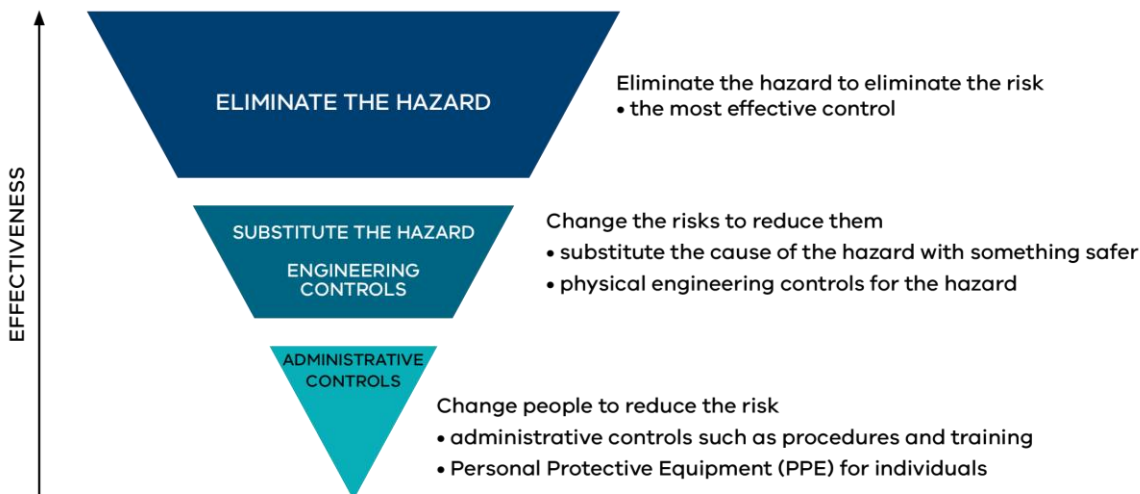 EFFECTIVENESS
ELIMINATE THE HAZARD
Eliminate the hazard to eliminate the risk
• the most effective control
SUBSTITUTE THE HAZARD
ENGINEERING
CONTROLS
Change the risks to reduce them
• substitute the cause of the hazard with something safer
• physical engineering controls for the hazard
ADMINISTRATIVE
CONTROLS
Change people to reduce the risk
• administrative controls such as procedures and training
• Personal Protective Equipment (PPE) for individuals